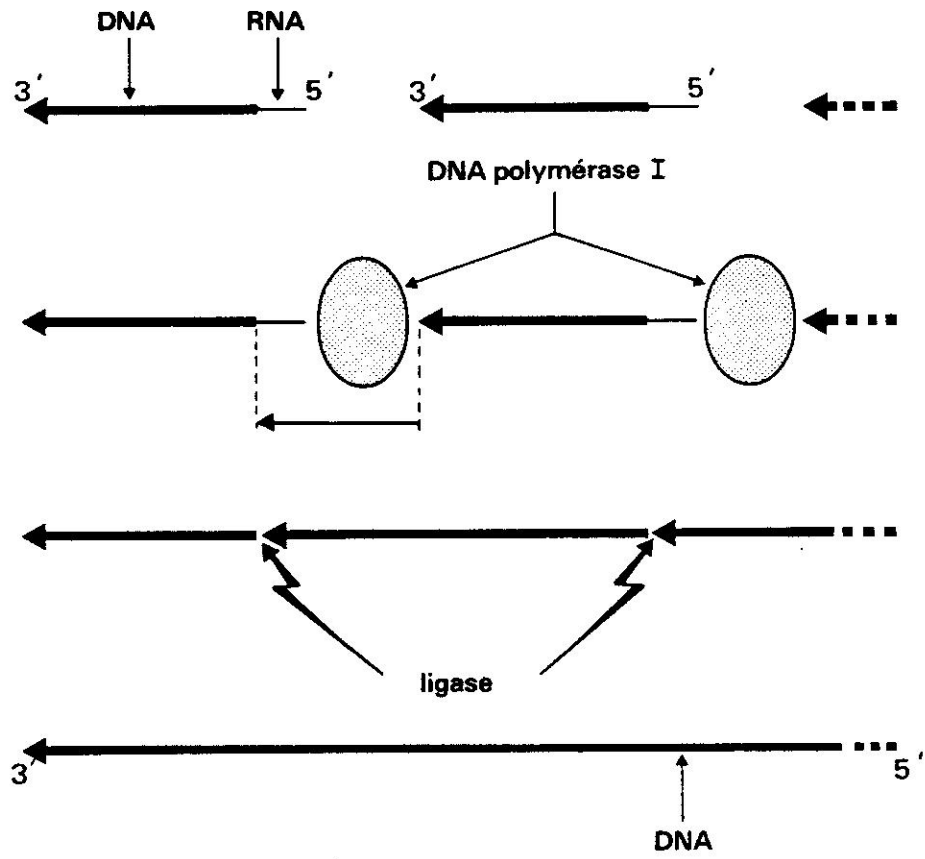 DNA RNA
3' 5' 3' 5'
DNA polymérase I
ligase
3' 5'
DNA